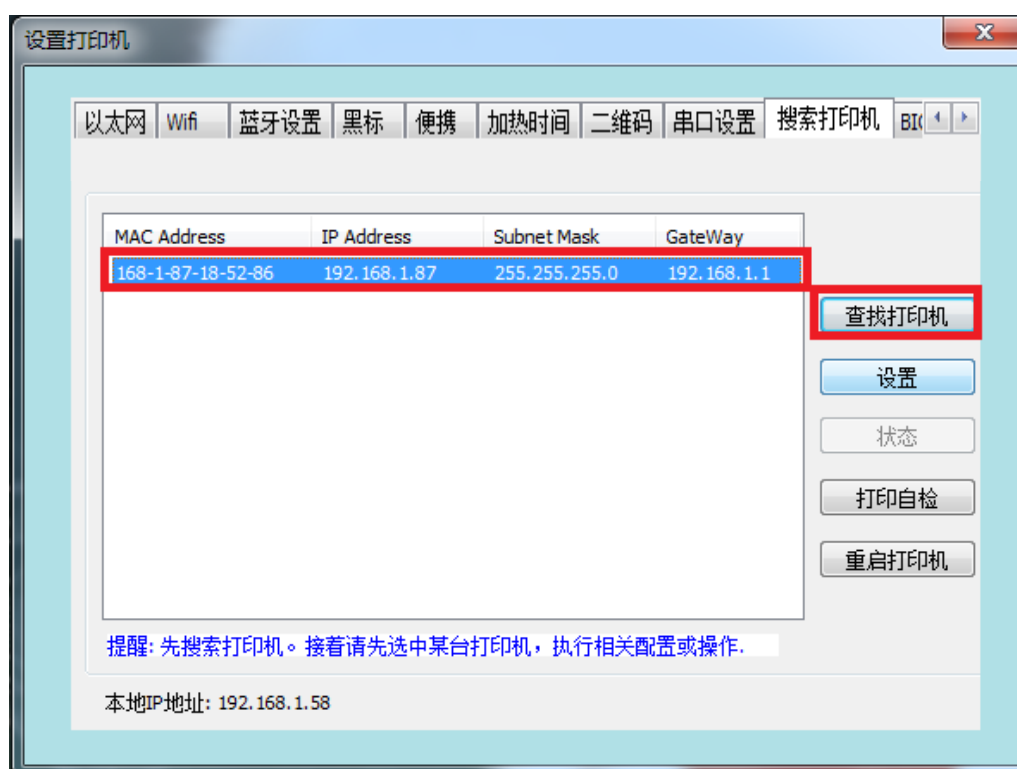 设置打印机
以太网 Wifi 蓝牙设置 黑标 便携 加热时间 二维码 串口设置 搜索打印机
MAC Address IP Address Subnet Mask GateWay
168-1-87-18-52-86 192.168.1.87 255.255.255.0 192.168.1.1
查找打印机
设置
状态
打印自检
重启打印机
提醒: 先搜索打印机。接着请先选中某台打印机，执行相关配置或操作.
本地IP地址: 192.168.1.58